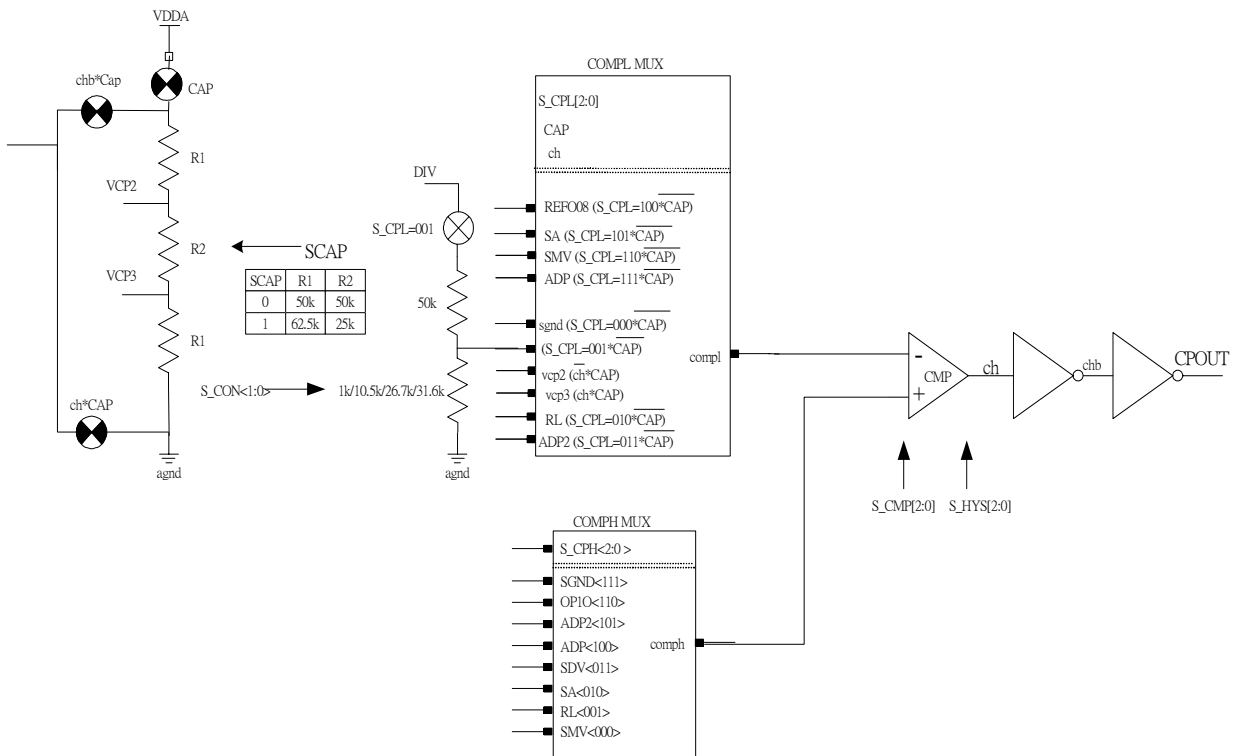 VDDA
chb*Cap
CAP
R1
VCP2
R2
VCP3
R1
ch*CAP
agnd
SCAP
SCAP R1 R2
0 50k 50k
1 62.5k 25k
S_CON<1:0>
DIV
S_CPL=001
50k
1k/10.5k/26.7k/31.6k
agnd
COMPL MUX
S_CPL[2:0]
CAP
ch
REFO08 (S_CPL=100*CAP)
SA (S_CPL=101*CAP)
SMV (S_CPL=110*CAP)
ADP (S_CPL=111*CAP)
sgnd (S_CPL=000*CAP)
(S_CPL=001*CAP)
vcp2 (ch*CAP)
vcp3 (ch*CAP)
RL (S_CPL=010*CAP)
ADP2 (S_CPL=011*CAP)
compl
-
CMP
+
ch
chb
CPOUT
S_CMP[2:0]
S_HYS[2:0]
COMPH MUX
S_CPH<2:0 >
SGND<111>
OP1O<110>
ADP2<101>
ADP<100>
SDV<011>
SA<010>
RL<001>
SMV<000>
comph